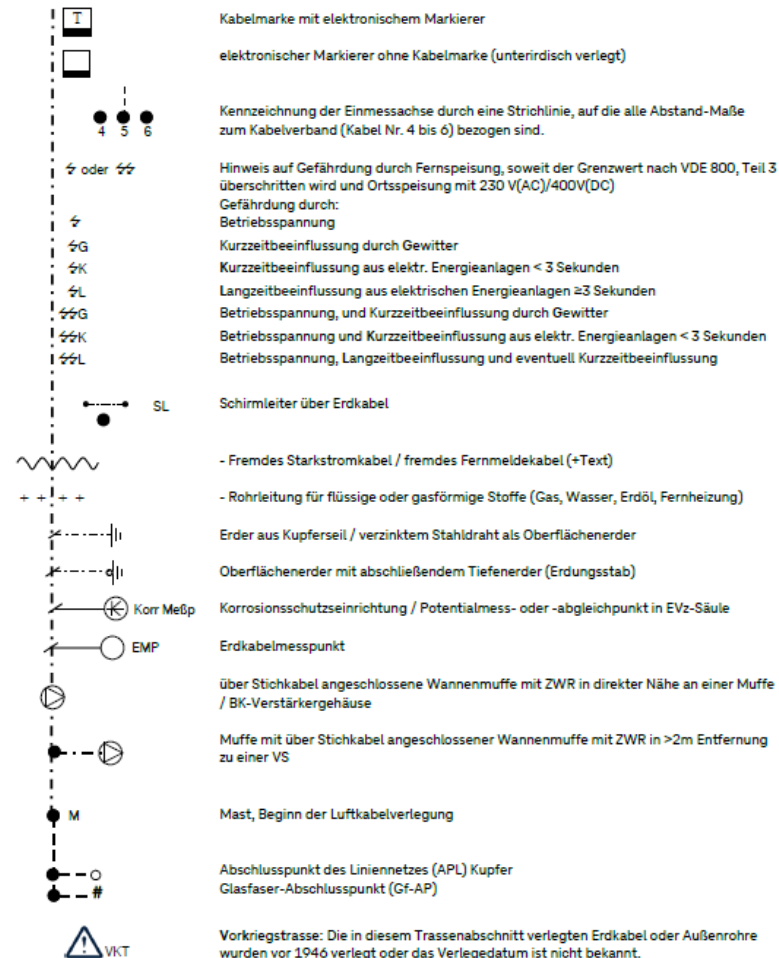 T Kabelmarke mit elektronischem Markierer
elektronischer Markierer ohne Kabelmarke (unterirdisch verlegt)
Kennzeichnung der Einmessachse durch eine Strichlinie, auf die alle Abstand-Maße
4 5 6 zum Kabelverband (Kabel Nr. 4 bis 6) bezogen sind.
oder Hinweis auf Gefährdung durch Fernspeisung, soweit der Grenzwert nach VDE 800, Teil 3
überschritten wird und Ortsspeisung mit 230 V(AC)/400V(DC)
Gefährdung durch:
Betriebsspannung
G Kurzzeitbeeinflussung durch Gewitter
K Kurzzeitbeeinflussung aus elektr. Energieanlagen < 3 Sekunden
L Langzeitbeeinflussung aus elektrischen Energieanlagen ≥3 Sekunden
G Betriebsspannung, und Kurzzeitbeeinflussung durch Gewitter
K Betriebsspannung und Kurzzeitbeeinflussung aus elektr. Energieanlagen < 3 Sekunden
L Betriebsspannung, Langzeitbeeinflussung und eventuell Kurzzeitbeeinflussung
SL Schirmleiter über Erdkabel
- Fremdes Starkstromkabel / fremdes Fernmeldekabel (+Text)
+ + + + - Rohrleitung für flüssige oder gasförmige Stoffe (Gas, Wasser, Erdöl, Fernheizung)
Erder aus Kupferseil / verzinktem Stahldraht als Oberflächenerder
Oberflächenerder mit abschließendem Tiefenerder (Erdungsstab)
K Korr Meßp Korrosionsschutzeinrichtung / Potentialmess- oder -abgleichpunkt in EVz-Säule
EMP Erdkabelmesspunkt
über Stichkabel angeschlossene Wannenmuffe mit ZWR in direkter Nähe an einer Muffe
/ BK-Verstärkergehäuse
Muffe mit über Stichkabel angeschlossener Wannenmuffe mit ZWR in >2m Entfernung
zu einer VS
M Mast, Beginn der Luftkabelverlegung
Abschlusspunkt des Liniennetzes (APL) Kupfer
# Glasfaser-Abschlusspunkt (Gf-AP)
! VKT Vorkriegstrasse: Die in diesem Trassenabschnitt verlegten Erdkabel oder Außenrohre
wurden vor 1946 verlegt oder das Verlegedatum ist nicht bekannt.